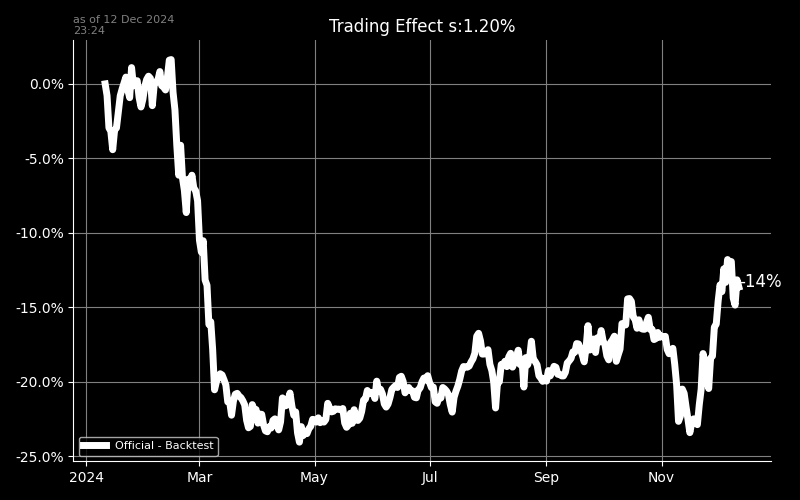 as of 12 Dec 2024
23:24
Trading Effect s:1.20%
0.0%
-5.0%
-10.0%
-15.0%
-20.0%
-25.0%
-14%
Official - Backtest
2024 Mar May Jul Sep Nov